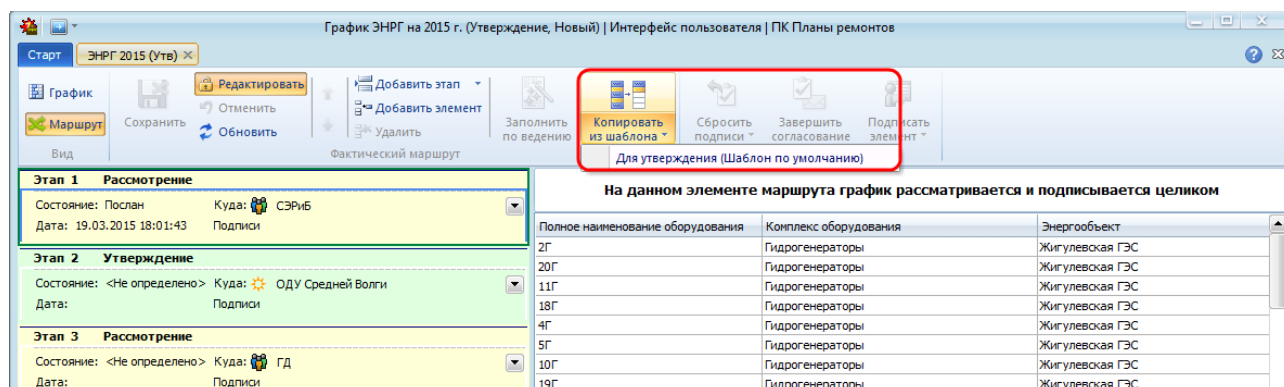 График ЭНРГ на 2015 г. (Утверждение, Новый) | Интерфейс пользователя | ПК Планы ремонтов
Старт
ЭНРГ 2015 (Утв)
График
Маршрут
Вид
Сохранить
Редактировать
Отменить
Обновить
Добавить этап
Добавить элемент
Удалить
Фактический маршрут
Заполнить по ведению
Копировать из шаблона
Сбросить подписи
Завершить согласование
Подписать элемент
Для утверждения (Шаблон по умолчанию)
Этап 1 Рассмотрение
Состояние: Послан Куда: СЭРиБ
Дата: 19.03.2015 18:01:43 Подписи
Этап 2 Утверждение
Состояние: <Не определено> Куда: ОДУ Средней Волги
Дата: Подписи
Этап 3 Рассмотрение
Состояние: <Не определено> Куда: ГД
Дата: Подписи
На данном элементе маршрута график рассматривается и подписывается целиком
Полное наименование оборудования Комплекс оборудования Энергообъект
2Г Гидрогенераторы Жигулевская ГЭС
20Г Гидрогенераторы Жигулевская ГЭС
11Г Гидрогенераторы Жигулевская ГЭС
18Г Гидрогенераторы Жигулевская ГЭС
4Г Гидрогенераторы Жигулевская ГЭС
5Г Гидрогенераторы Жигулевская ГЭС
10Г Гидрогенераторы Жигулевская ГЭС
19Г Гидрогенераторы Жигулевская ГЭС